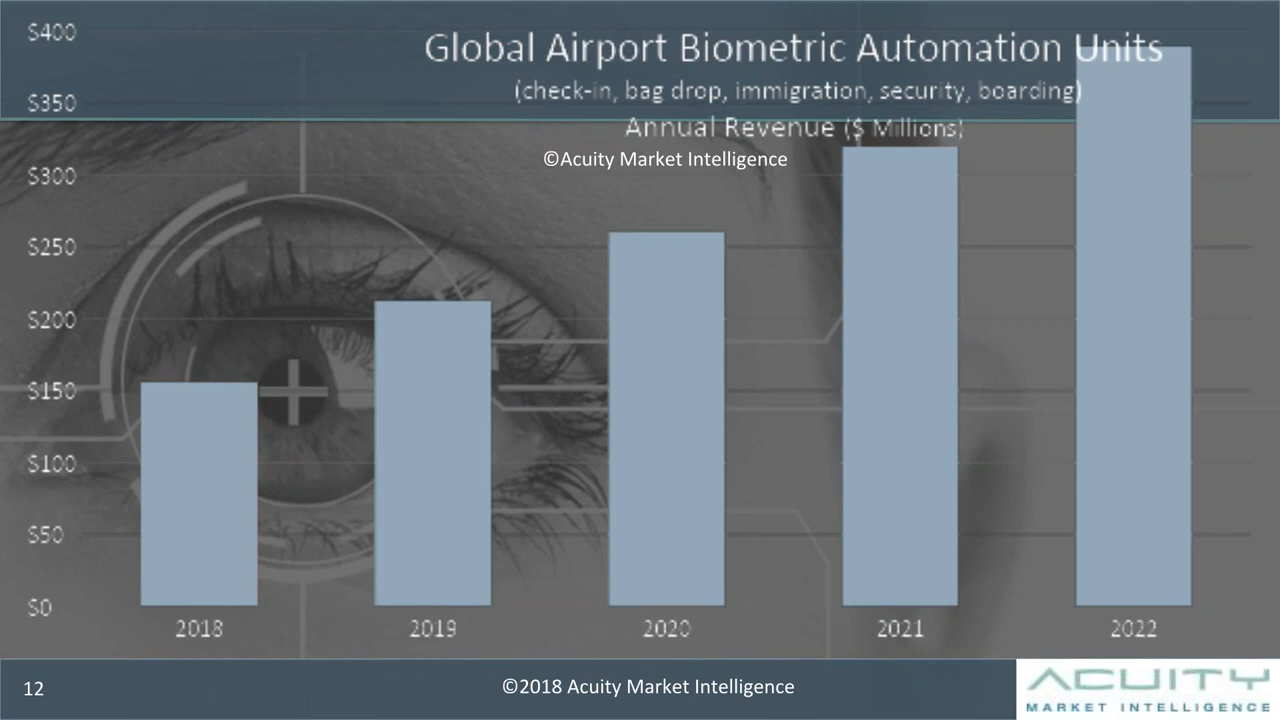 Global Airport Biometric Automation Units
(check-in, bag drop, immigration, security, boarding)
Annual Revenue ($ Millions)
©Acuity Market Intelligence
$400
$350
$300
$250
$200
$150
$100
$50
$0
2018 2019 2020 2021 2022
12
©2018 Acuity Market Intelligence
ACUITY
MARKET INTELLIGENCE